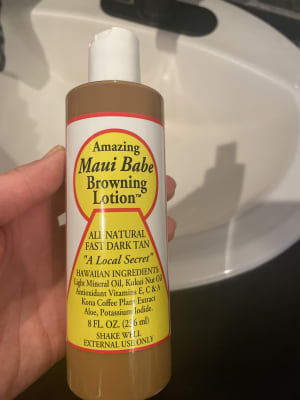 Amazing
Maui Babe
Browning
Lotion™
ALL NATURAL
FAST DARK TAN
"A Local Secret"
HAWAIIAN INGREDIENTS
Light Mineral Oil, Kukui Nut Oil
Antioxidant Vitamins E, C & A
Kona Coffee Plant Extract
Aloe, Potassium Iodide.
8 FL. OZ. (236 ml)
SHAKE WELL
EXTERNAL USE ONLY